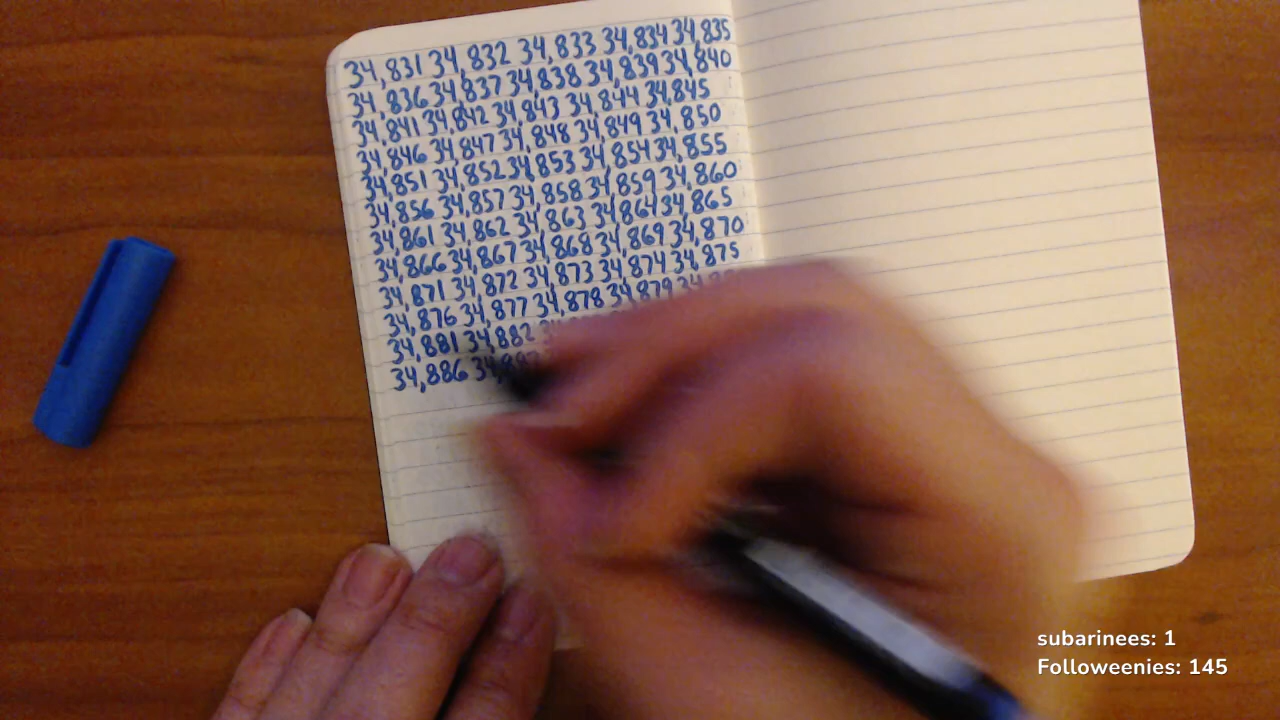 34,831 34,832 34,833 34,834 34,835
34,836 34,837 34,838 34,839 34,840
34,841 34,842 34,843 34,844 34,845
34,846 34,847 34,848 34,849 34,850
34,851 34,852 34,853 34,854 34,855
34,856 34,857 34,858 34,859 34,860
34,861 34,862 34,863 34,864 34,865
34,866 34,867 34,868 34,869 34,870
34,871 34,872 34,873 34,874 34,875
34,876 34,877 34,878 34,879
34,881 34,882
34,886
subarinees: 1
Followeenies: 145